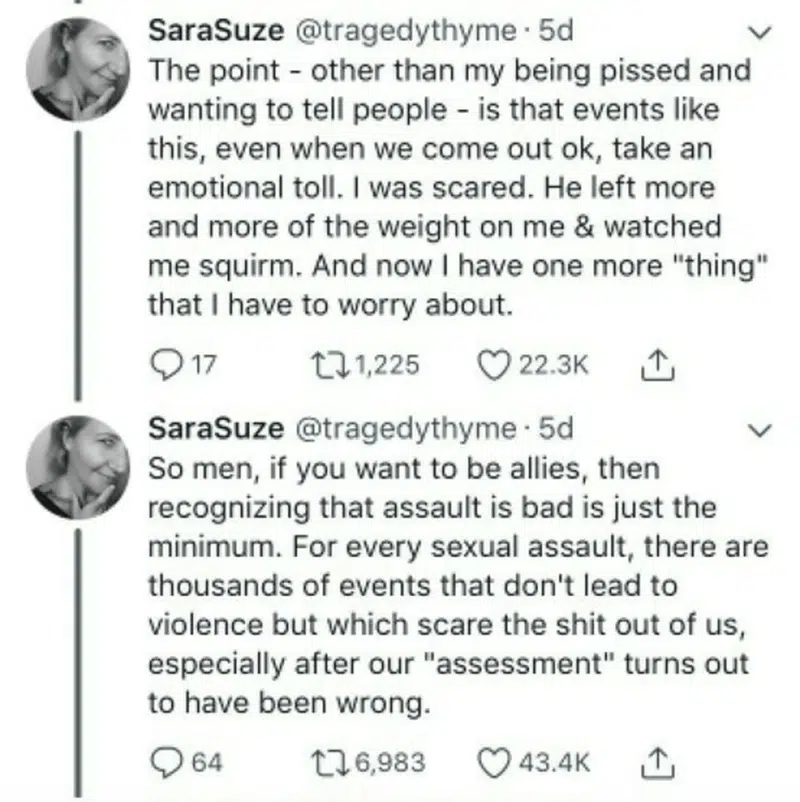 SaraSuze @tragedythyme · 5d
The point - other than my being pissed and
wanting to tell people - is that events like
this, even when we come out ok, take an
emotional toll. I was scared. He left more
and more of the weight on me & watched
me squirm. And now I have one more "thing"
that I have to worry about.
17 1,225 22.3K
SaraSuze @tragedythyme · 5d
So men, if you want to be allies, then
recognizing that assault is bad is just the
minimum. For every sexual assault, there are
thousands of events that don't lead to
violence but which scare the shit out of us,
especially after our "assessment" turns out
to have been wrong.
64 6,983 43.4K